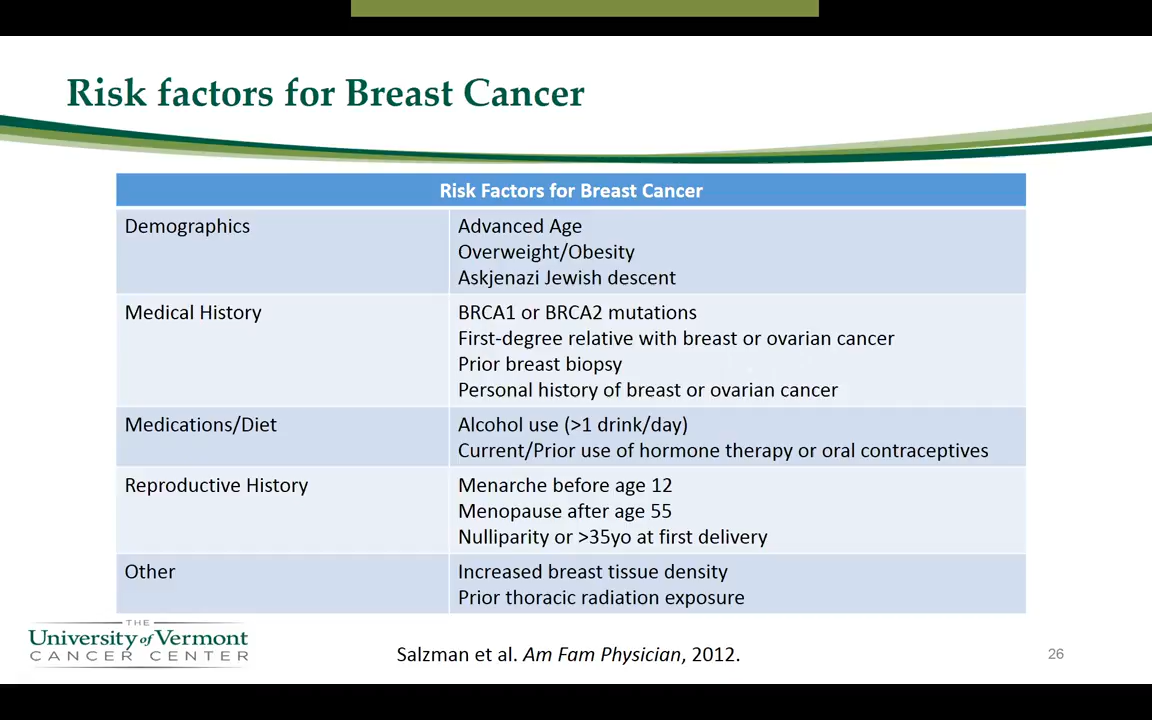 Risk factors for Breast Cancer
Risk Factors for Breast Cancer
Demographics
Advanced Age
Overweight/Obesity
Askjenazi Jewish descent
Medical History
BRCA1 or BRCA2 mutations
First-degree relative with breast or ovarian cancer
Prior breast biopsy
Personal history of breast or ovarian cancer
Medications/Diet
Alcohol use (>1 drink/day)
Current/Prior use of hormone therapy or oral contraceptives
Reproductive History
Menarche before age 12
Menopause after age 55
Nulliparity or >35yo at first delivery
Other
Increased breast tissue density
Prior thoracic radiation exposure
THE
University of Vermont
CANCER CENTER
Salzman et al. Am Fam Physician, 2012.
26